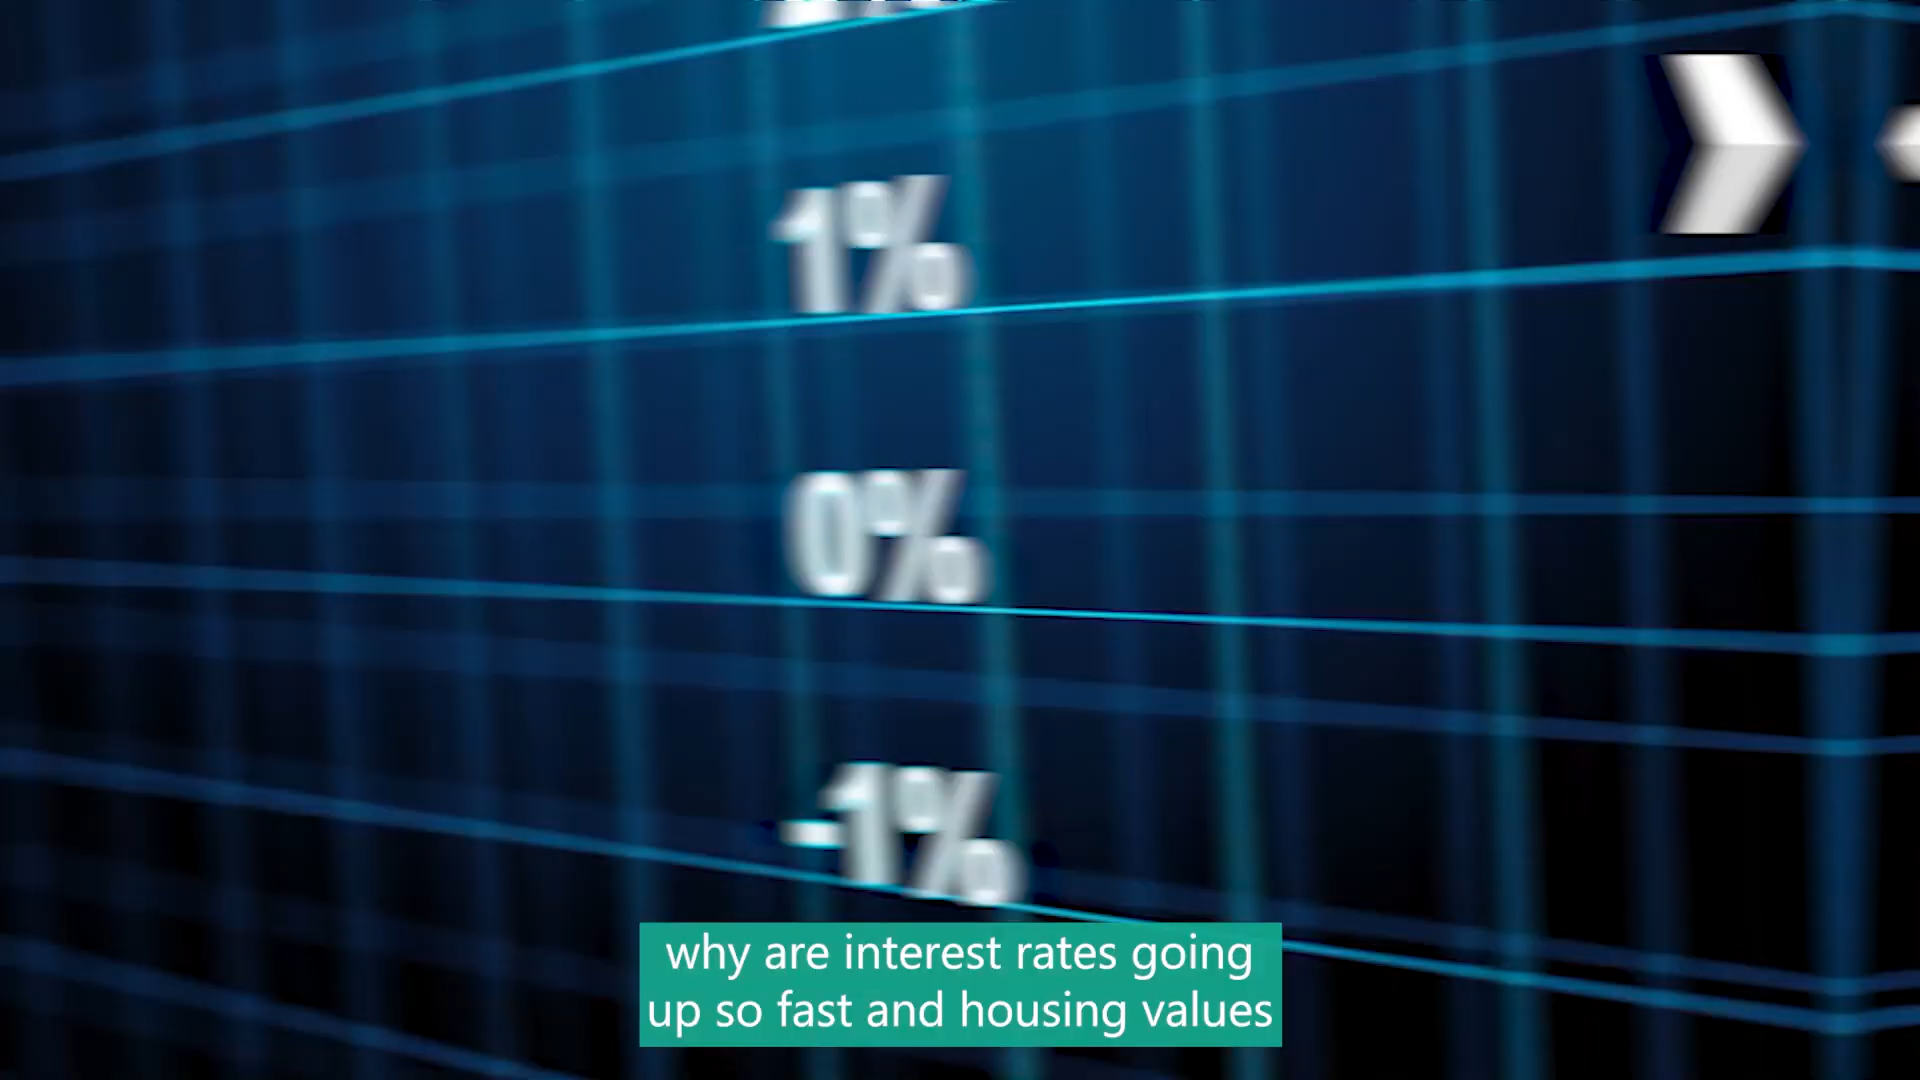 1%
0%
-1%
why are interest rates going
up so fast and housing values